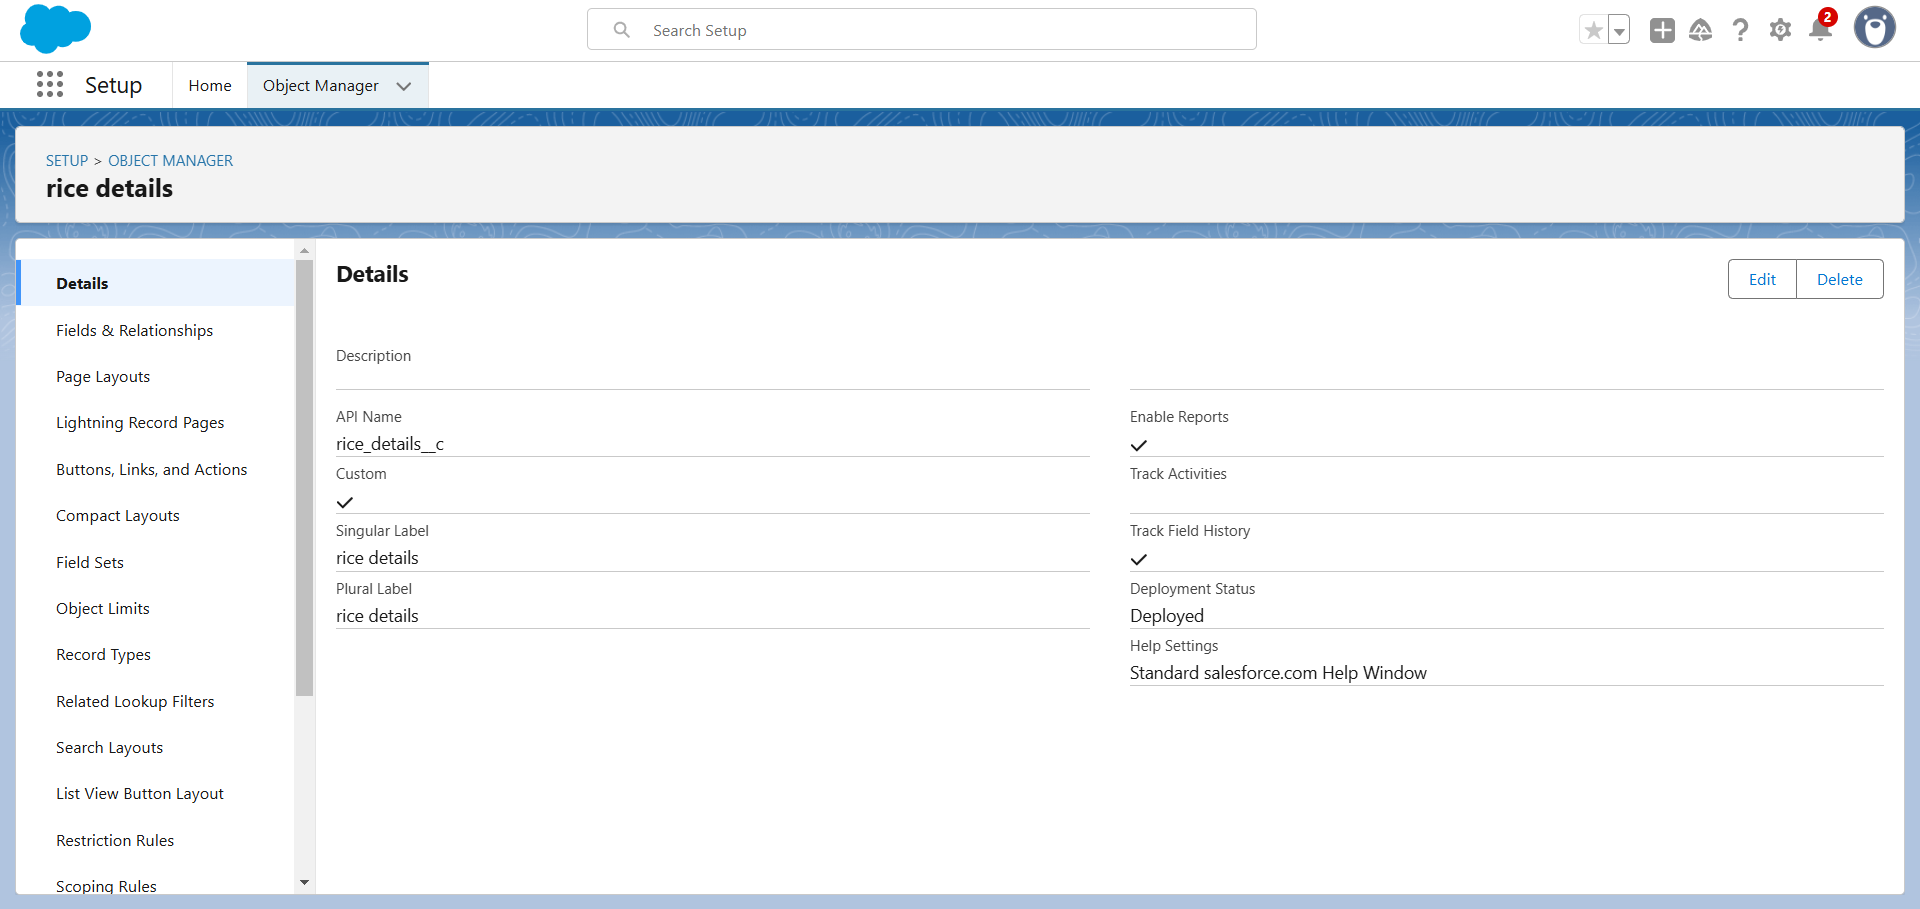 Search Setup
2
Setup
Home
Object Manager
SETUP > OBJECT MANAGER
rice details
Details
Fields & Relationships
Page Layouts
Lightning Record Pages
Buttons, Links, and Actions
Compact Layouts
Field Sets
Object Limits
Record Types
Related Lookup Filters
Search Layouts
List View Button Layout
Restriction Rules
Scoping Rules
Details
Edit
Delete
Description
API Name
rice_details__c
Custom
Singular Label
rice details
Plural Label
rice details
Enable Reports
Track Activities
Track Field History
Deployment Status
Deployed
Help Settings
Standard salesforce.com Help Window